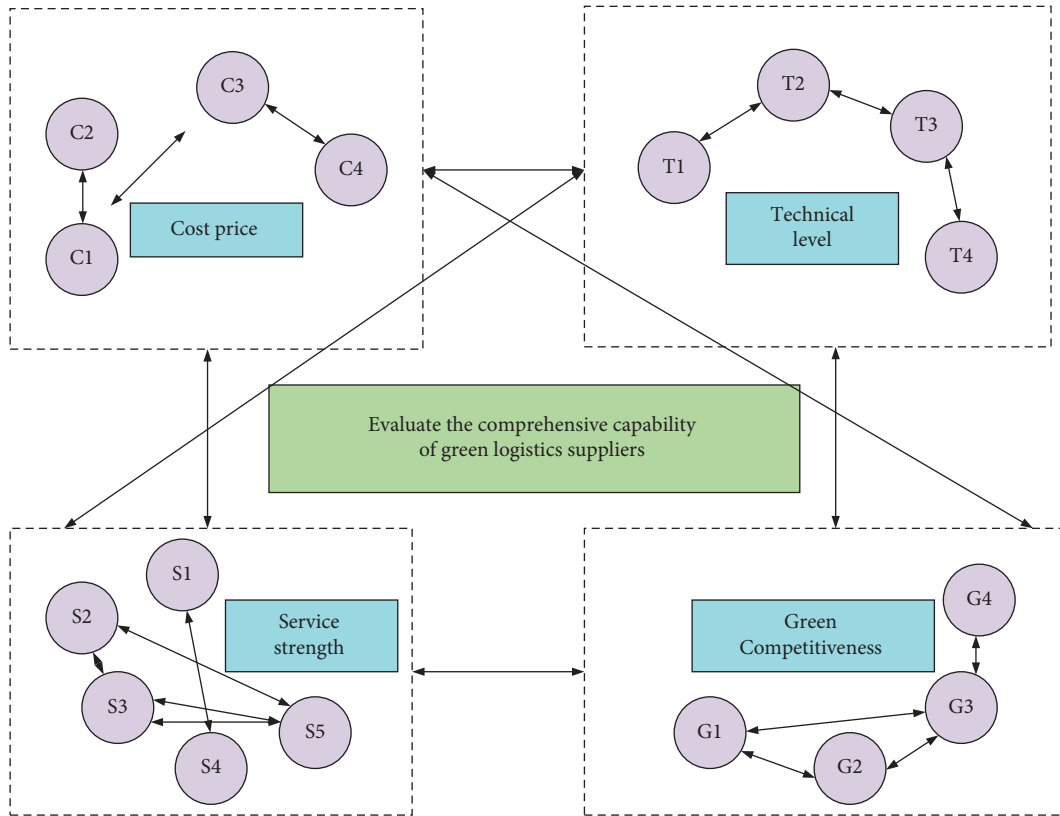 C3
C2
C4
C1
Cost price
T2
T3
T1
Technical
level
T4
Evaluate the comprehensive capability
of green logistics suppliers
S1
S2
Service
strength
S3
S5
S4
G4
Green
Competitiveness
G3
G1
G2